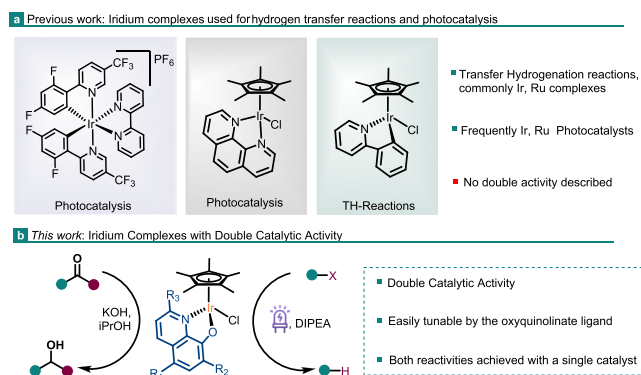 a Previous work: Iridium complexes used for hydrogen transfer reactions and photocatalysis
PF6
CF3
F
N
F
N
Ir
F
N
N
F
CF3
Photocatalysis
Ir
N
Cl
N
Photocatalysis
Ir
N
Cl
TH-Reactions
Transfer Hydrogenation reactions,
commonly Ir, Ru complexes
Frequently Ir, Ru Photocatalysts
No double activity described
b This work: Iridium Complexes with Double Catalytic Activity
O
KOH,
iPrOH
OH
R3
Ir
N
Cl
O
R2
R
X
, DIPEA
H
Double Catalytic Activity
Easily tunable by the oxyquinolinate ligand
Both reactivities achieved with a single catalyst